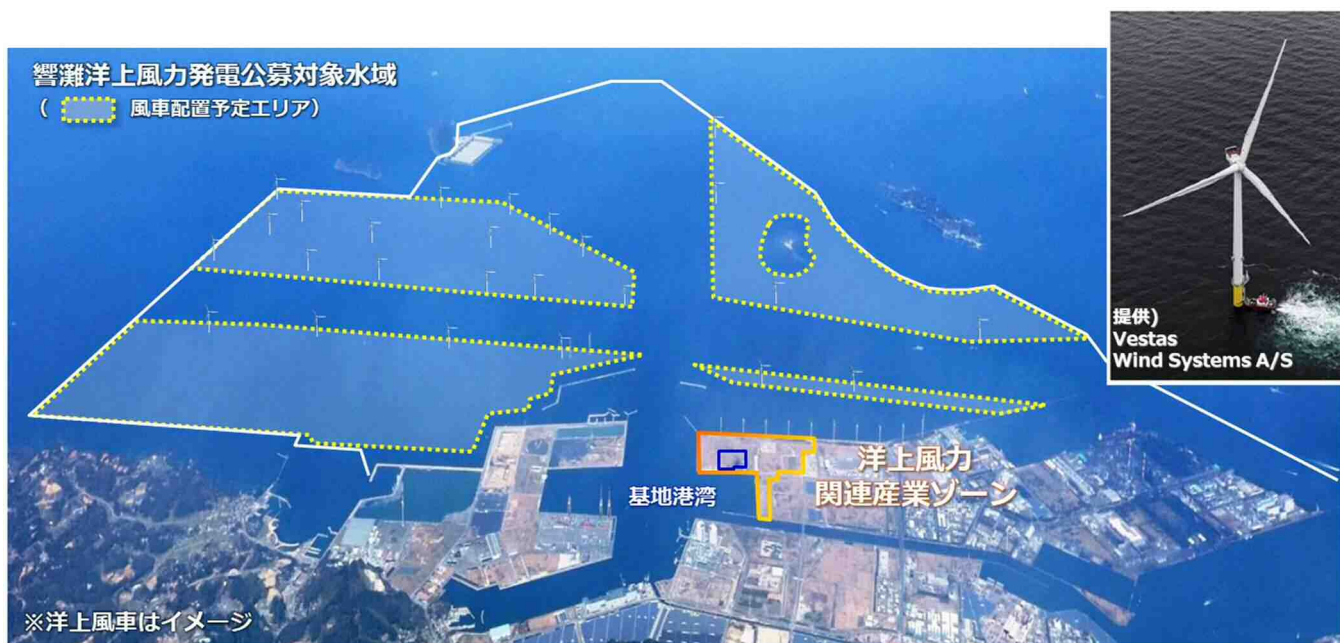 響灘洋上風力発電公募対象水域
( 風車配置予定エリア)
提供)
Vestas
Wind Systems A/S
洋上風力
関連産業ゾーン
基地港湾
※洋上風車はイメージ